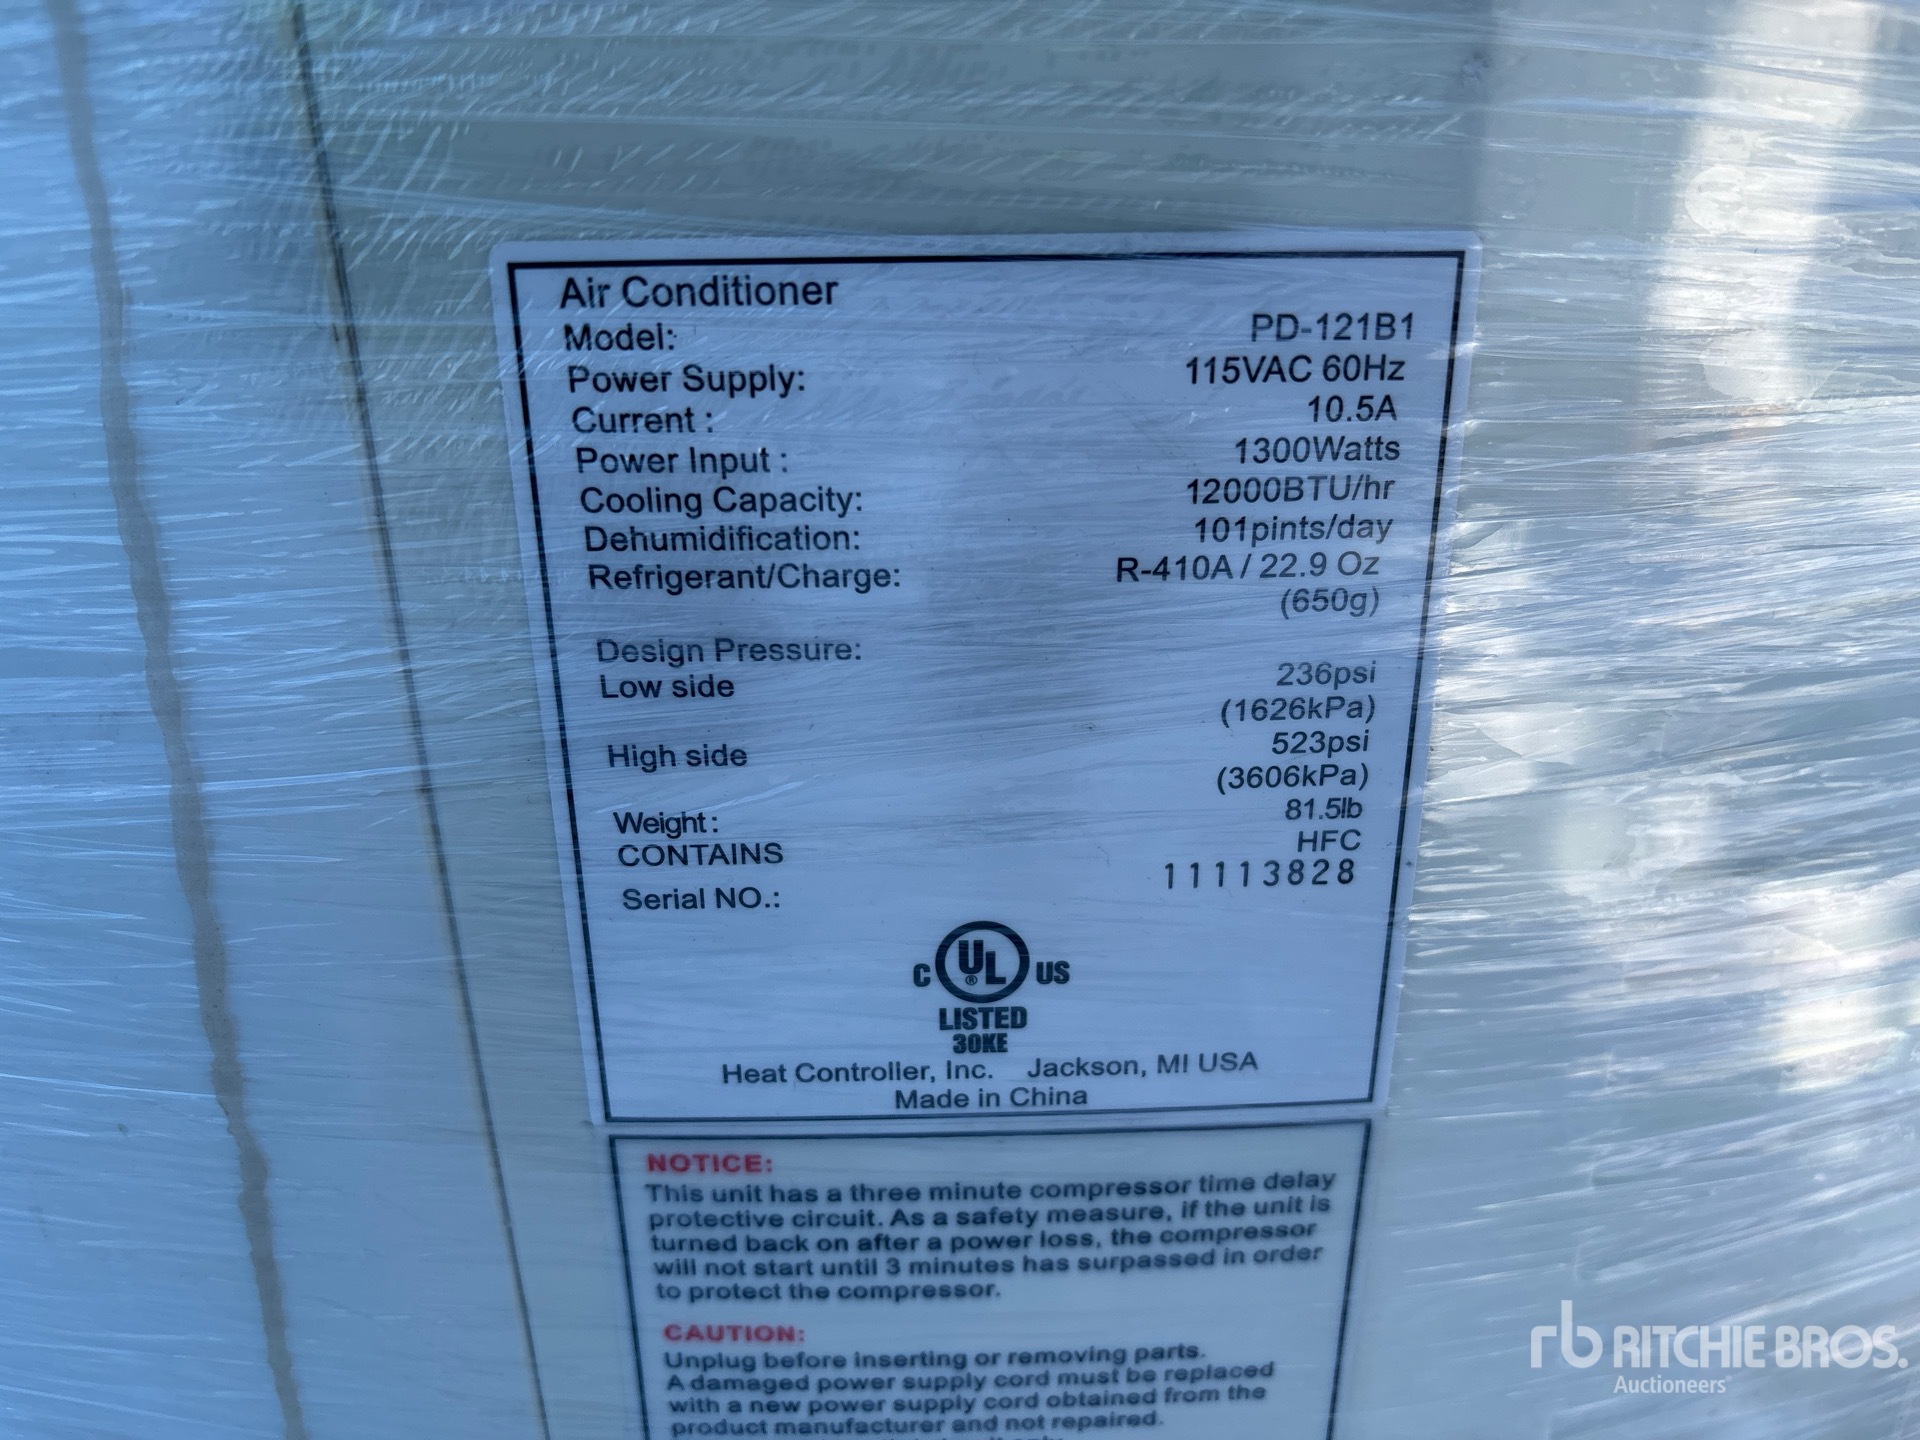 Air Conditioner
Model: PD-121B1
Power Supply: 115VAC 60Hz
Current : 10.5A
Power Input : 1300Watts
Cooling Capacity: 12000BTU/hr
Dehumidification: 101pints/day
Refrigerant/Charge: R-410A / 22.9 Oz
(650g)
Design Pressure:
Low side 236psi
(1626kPa)
High side 523psi
(3606kPa)
Weight: 81.5lb
CONTAINS HFC
Serial NO.: 11113828
C UL ® US
LISTED
30KE
Heat Controller, Inc. Jackson, MI USA
Made in China
NOTICE:
This unit has a three minute compressor time delay
protective circuit. As a safety measure, if the unit is
turned back on after a power loss, the compressor
will not start until 3 minutes has surpassed in order
to protect the compressor.
CAUTION:
Unplug before inserting or removing parts.
A damaged power supply cord must be replaced
with a new power supply cord obtained from the
product manufacturer and not repaired.
rb RITCHIE BROS.
Auctioneers